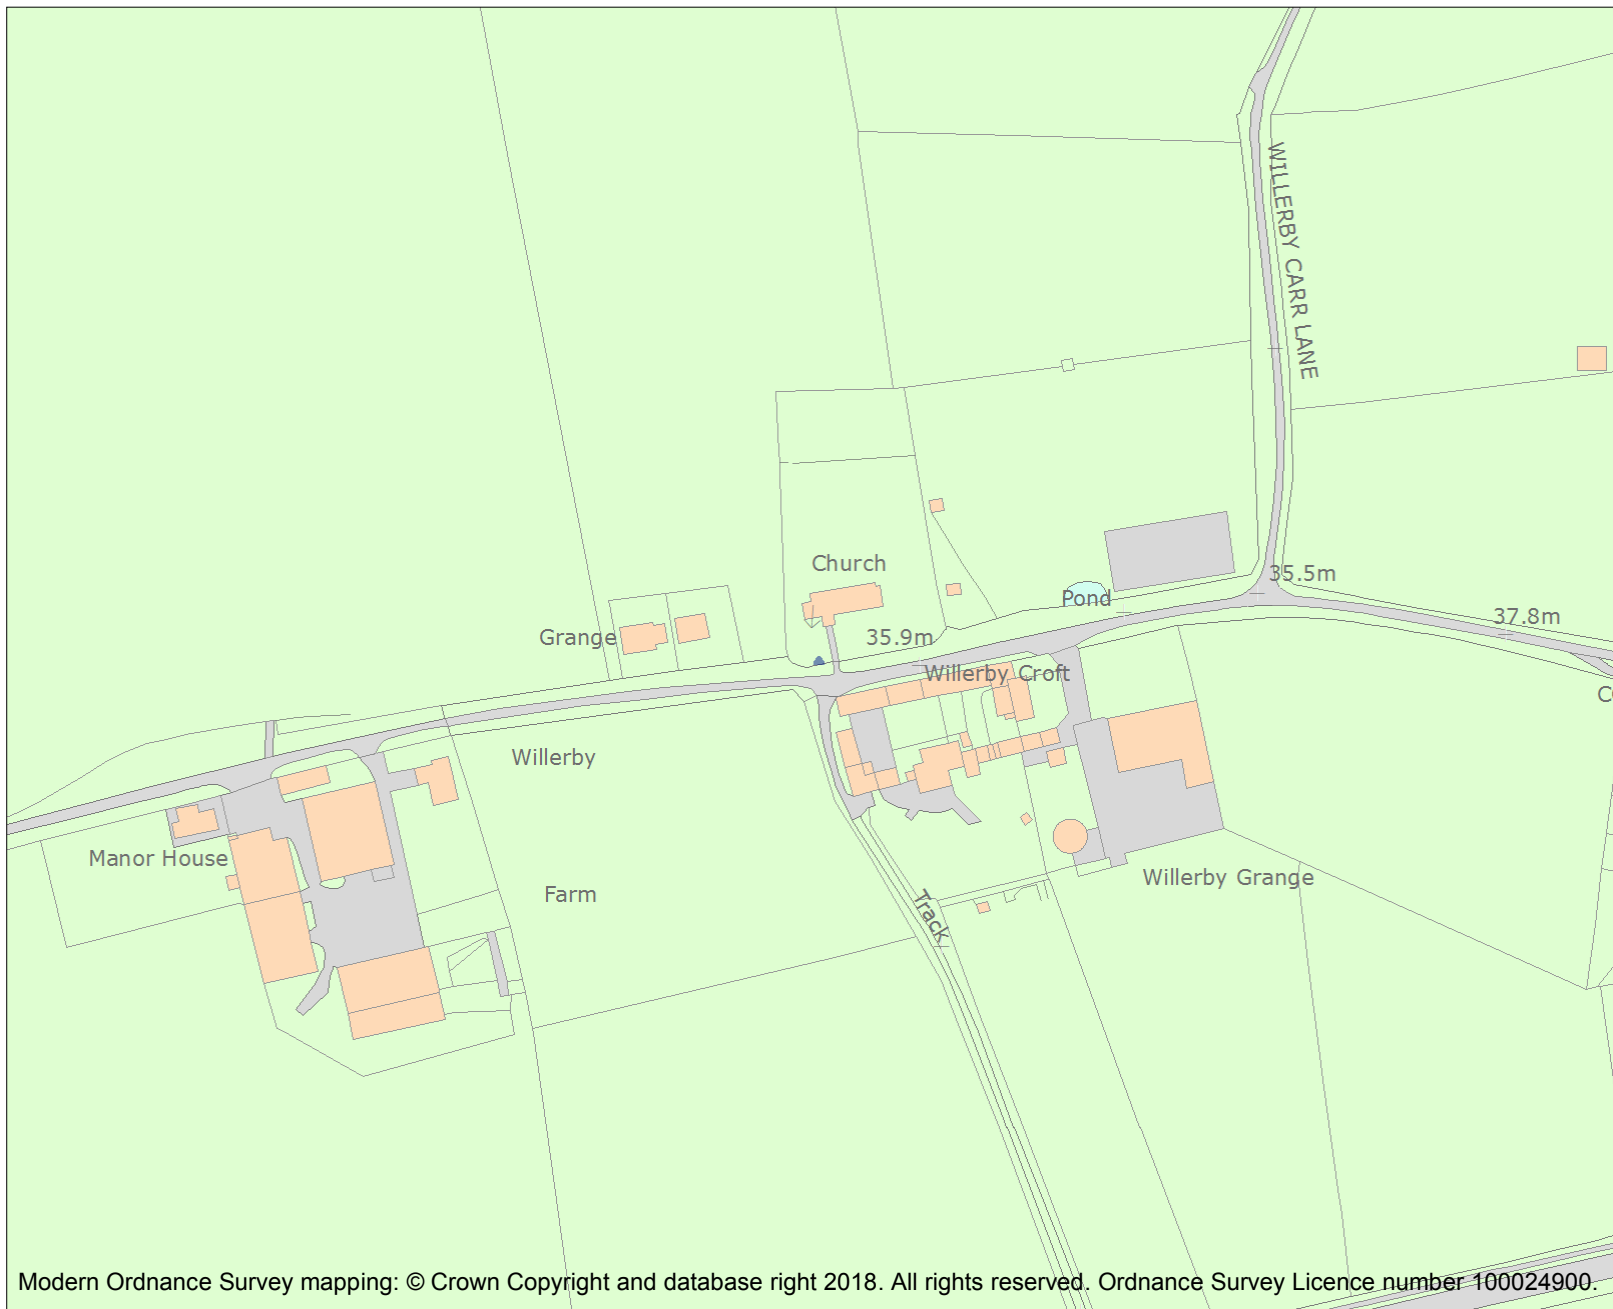 WILLERBY CARR LANE
Church
35.5m
Pond
37.8m
Grange
35.9m
Willerby Croft
Willerby
Manor House
Willerby Grange
Farm
Track
Modern Ordnance Survey mapping: © Crown Copyright and database right 2018. All rights reserved. Ordnance Survey Licence number 100024900.